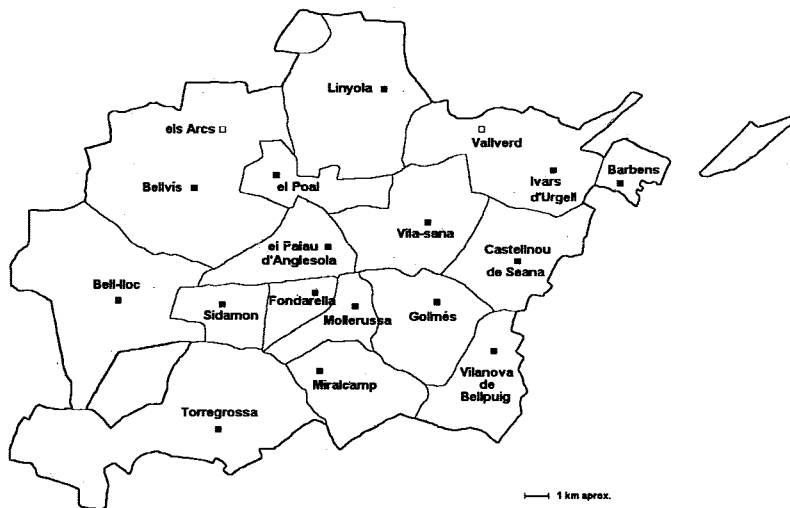 Linyola
els Arcs
Vallverd
el Poal
Bellvís
Ivars
d'Urgell
Barbens
Vila-sana
el Palau
d'Anglesola
Castellnou
de Seana
Bell-lloc
Sidamon
Fondarella
Mollerussa
Golmés
Miralcamp
Vilanova
de
Bellpuig
Torregrossa
1 km aprox.